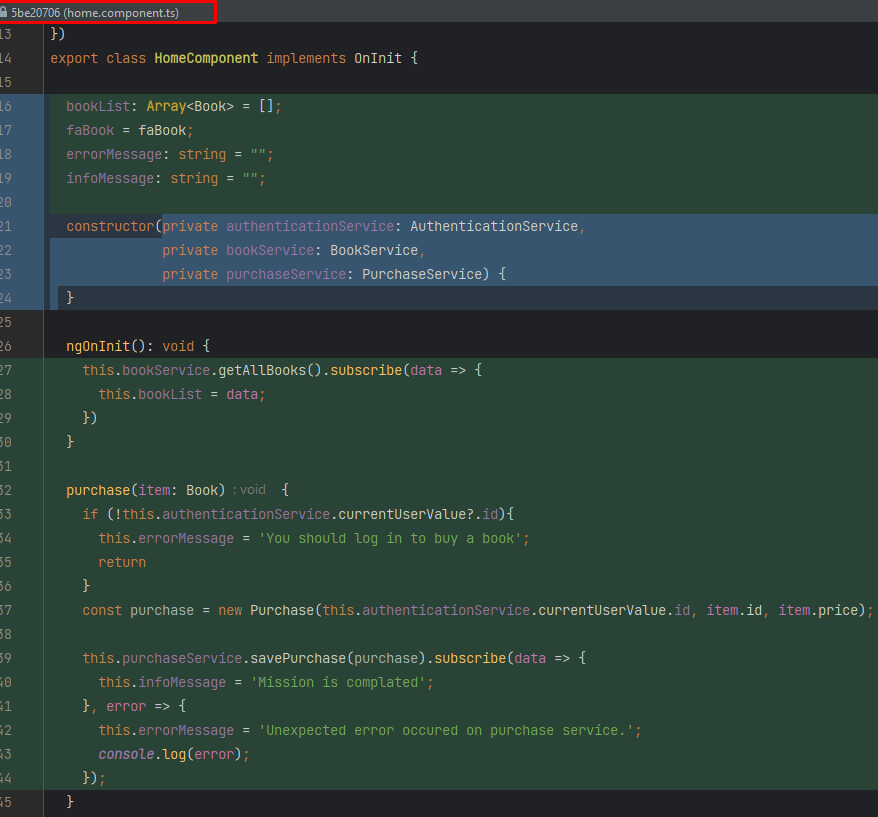 5be20706 (home.component.ts)
13 })
14 export class HomeComponent implements OnInit {
15
16 bookList: Array<Book> = [];
17 faBook = faBook;
18 errorMessage: string = "";
19 infoMessage: string = "";
20
21 constructor(private authenticationService: AuthenticationService,
22 private bookService: BookService,
23 private purchaseService: PurchaseService) {
24 }
25
26 ngOnInit(): void {
27 this.bookService.getAllBooks().subscribe(data => {
28 this.bookList = data;
29 })
30 }
31
32 purchase(item: Book) : void {
33 if (!this.authenticationService.currentUserValue?.id){
34 this.errorMessage = 'You should log in to buy a book';
35 return
36 }
37 const purchase = new Purchase(this.authenticationService.currentUserValue.id, item.id, item.price);
38
39 this.purchaseService.savePurchase(purchase).subscribe(data => {
40 this.infoMessage = 'Mission is complated';
41 }, error => {
42 this.errorMessage = 'Unexpected error occured on purchase service.';
43 console.log(error);
44 });
45 }